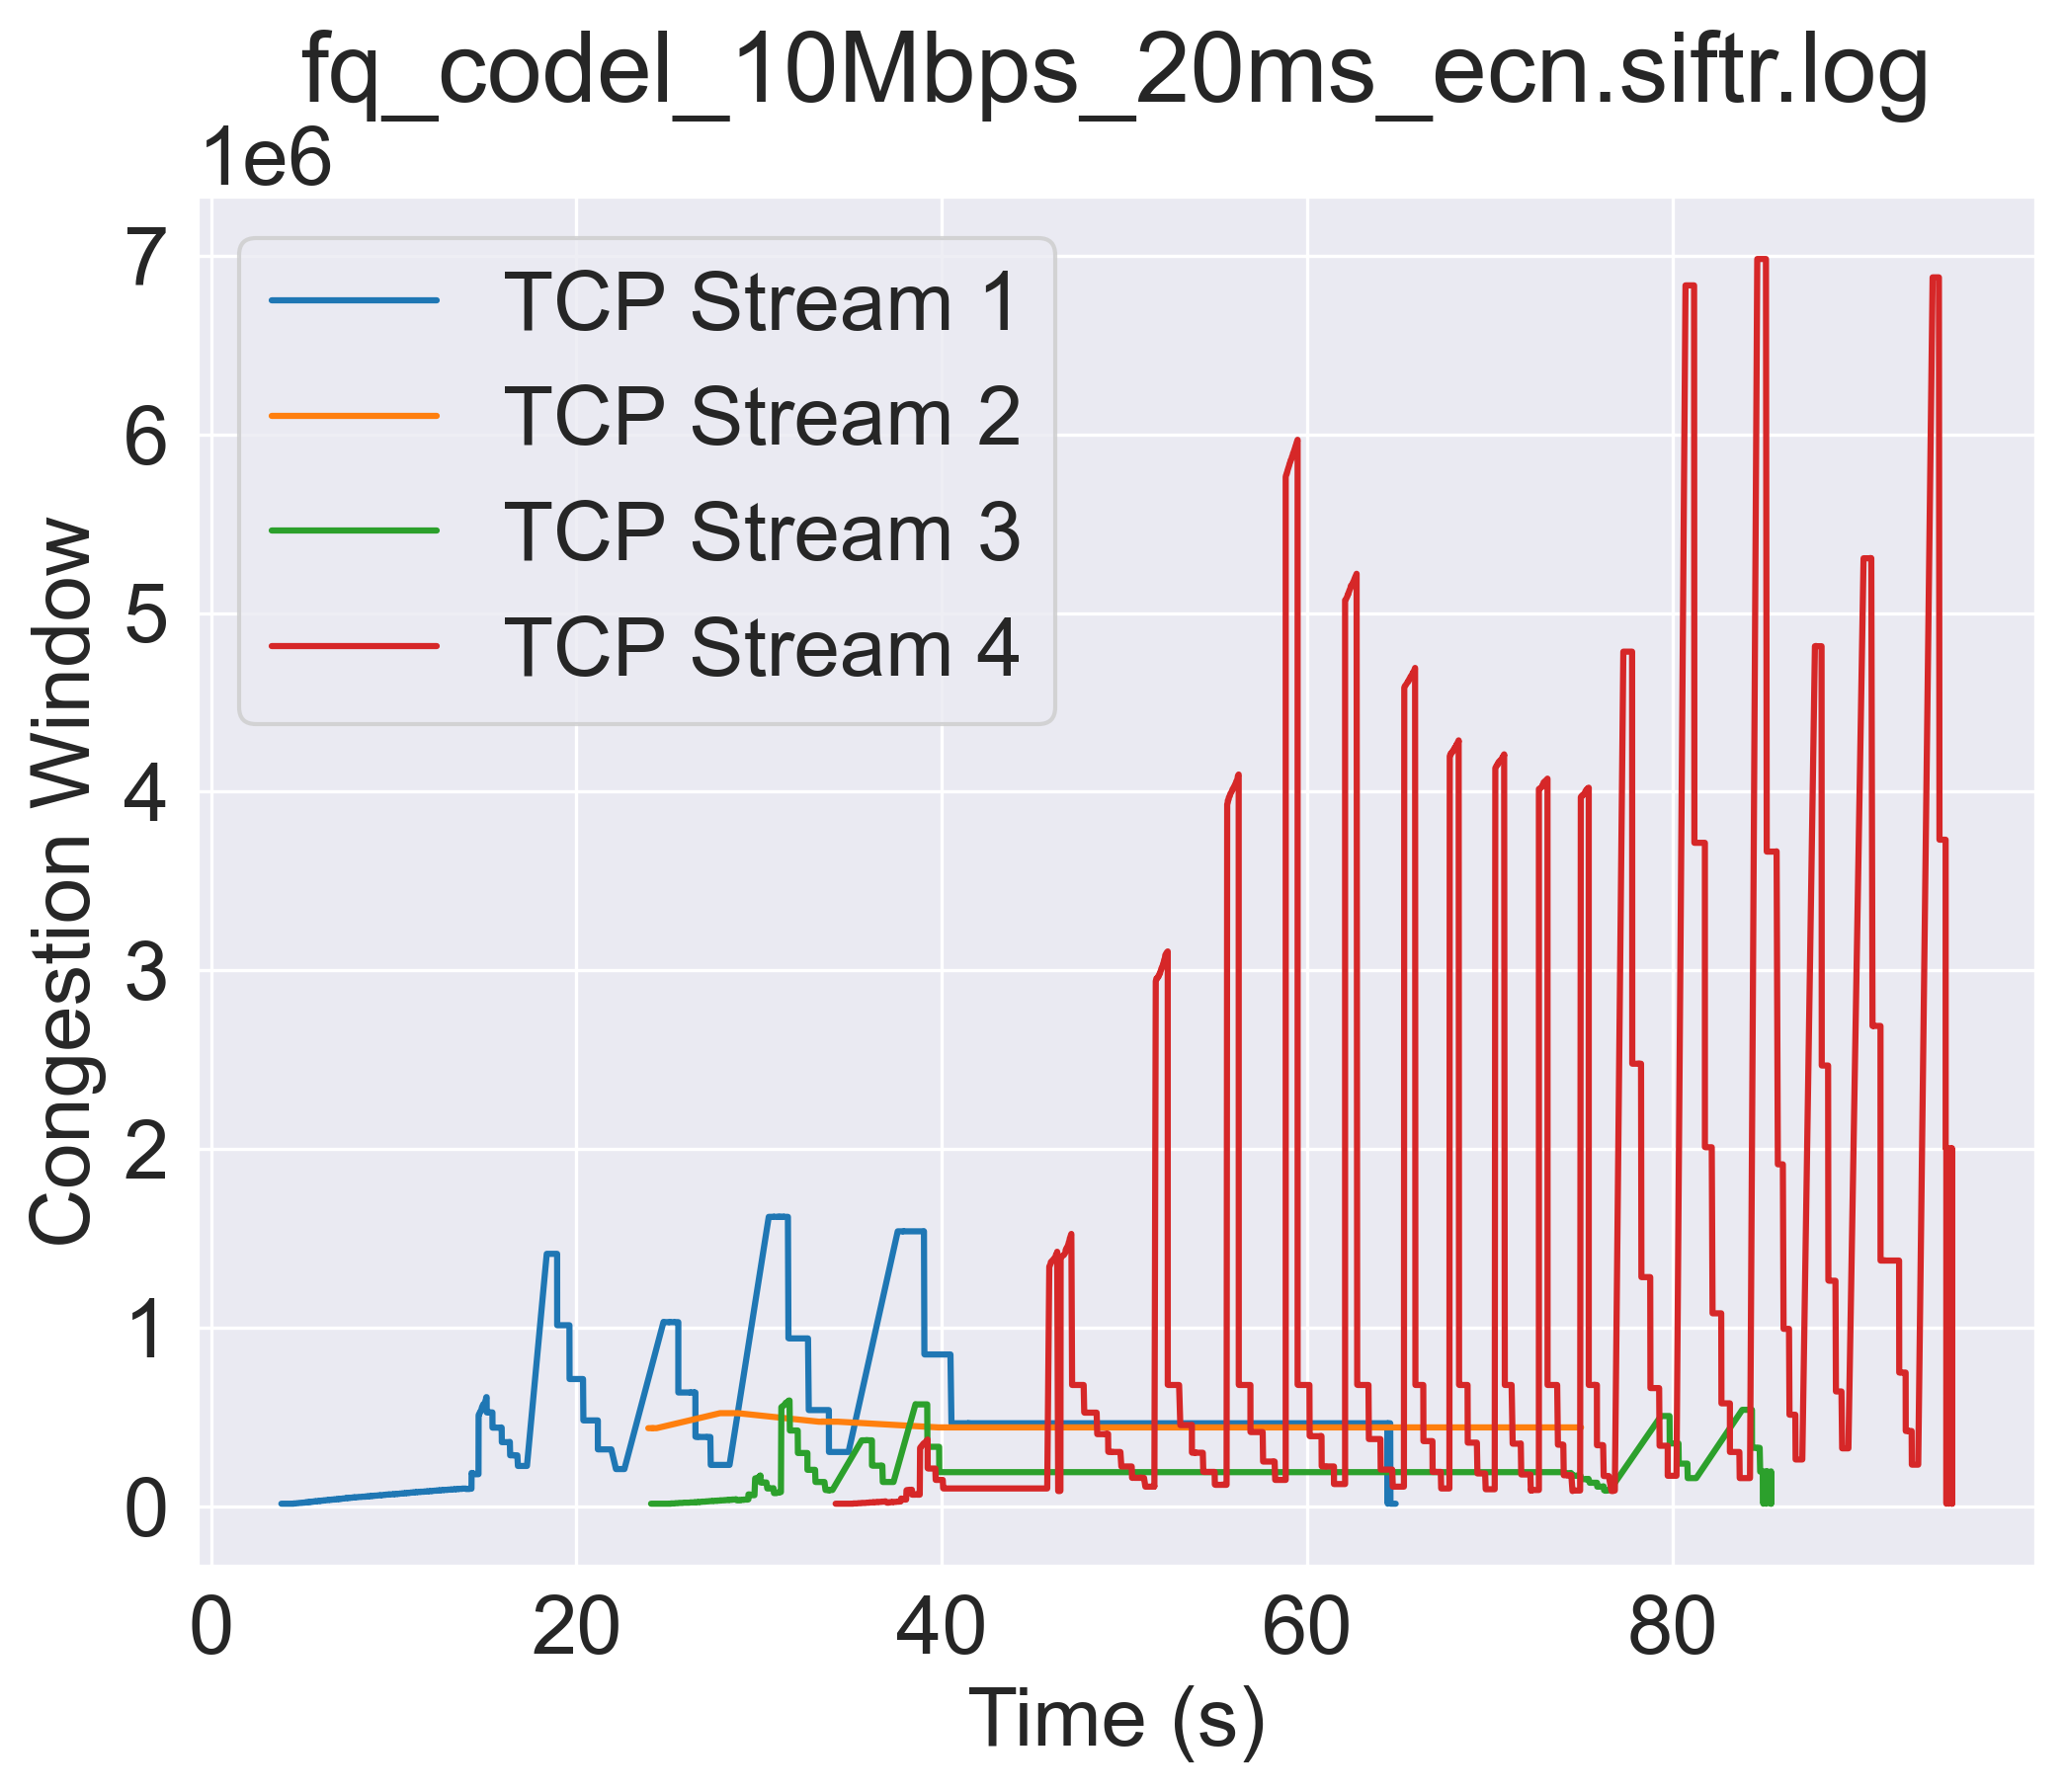 fq_codel_10Mbps_20ms_ecn.siftr.log
1e6
7
6
5
4
3
2
1
0
Congestion Window
TCP Stream 1
TCP Stream 2
TCP Stream 3
TCP Stream 4
0 20 40 60 80
Time (s)